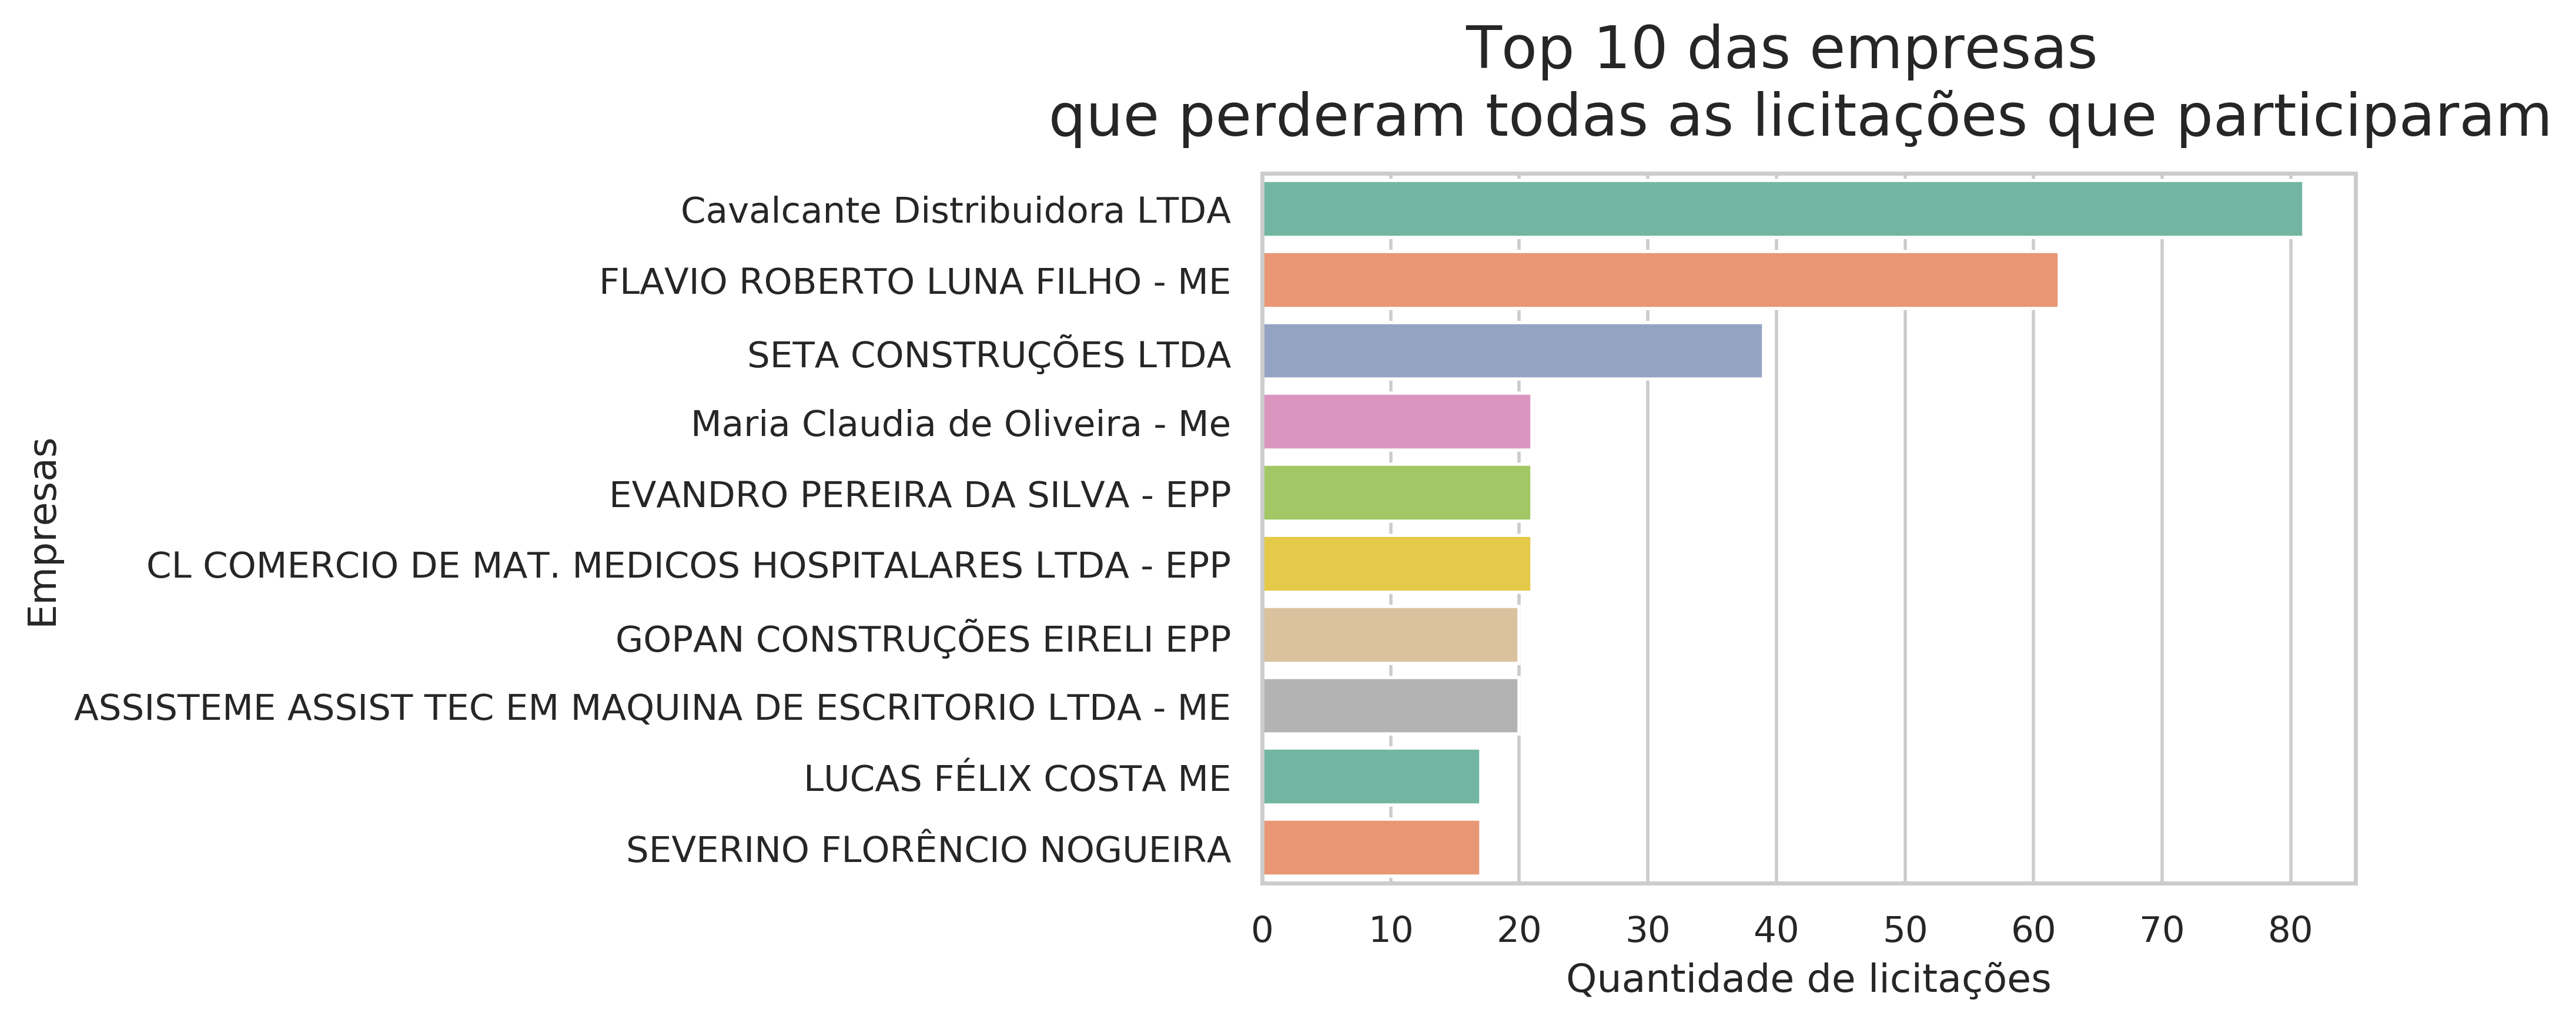 Top 10 das empresas
que perderam todas as licitações que participaram
Empresas
Cavalcante Distribuidora LTDA
FLAVIO ROBERTO LUNA FILHO - ME
SETA CONSTRUÇÕES LTDA
Maria Claudia de Oliveira - Me
EVANDRO PEREIRA DA SILVA - EPP
CL COMERCIO DE MAT. MEDICOS HOSPITALARES LTDA - EPP
GOPAN CONSTRUÇÕES EIRELI EPP
ASSISTEME ASSIST TEC EM MAQUINA DE ESCRITORIO LTDA - ME
LUCAS FÉLIX COSTA ME
SEVERINO FLORÊNCIO NOGUEIRA
0 10 20 30 40 50 60 70 80
Quantidade de licitações